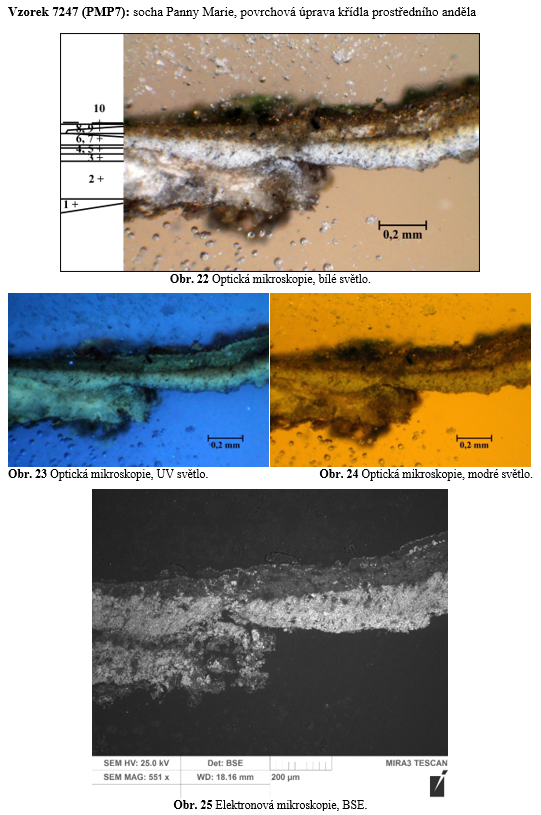 Vzorek 7247 (PMP7): socha Panny Marie, povrchová úprava křídla prostředního anděla
10
8, 9 +
6, 7 +
4, 5 +
3 +
2 +
1 +
0,2 mm
Obr. 22 Optická mikroskopie, bílé světlo.
0,2 mm
0,2 mm
Obr. 23 Optická mikroskopie, UV světlo.
Obr. 24 Optická mikroskopie, modré světlo.
SEM HV: 25.0 kV Det: BSE MIRA3 TESCAN
SEM MAG: 551 x WD: 18.16 mm 200 µm
Obr. 25 Elektronová mikroskopie, BSE.